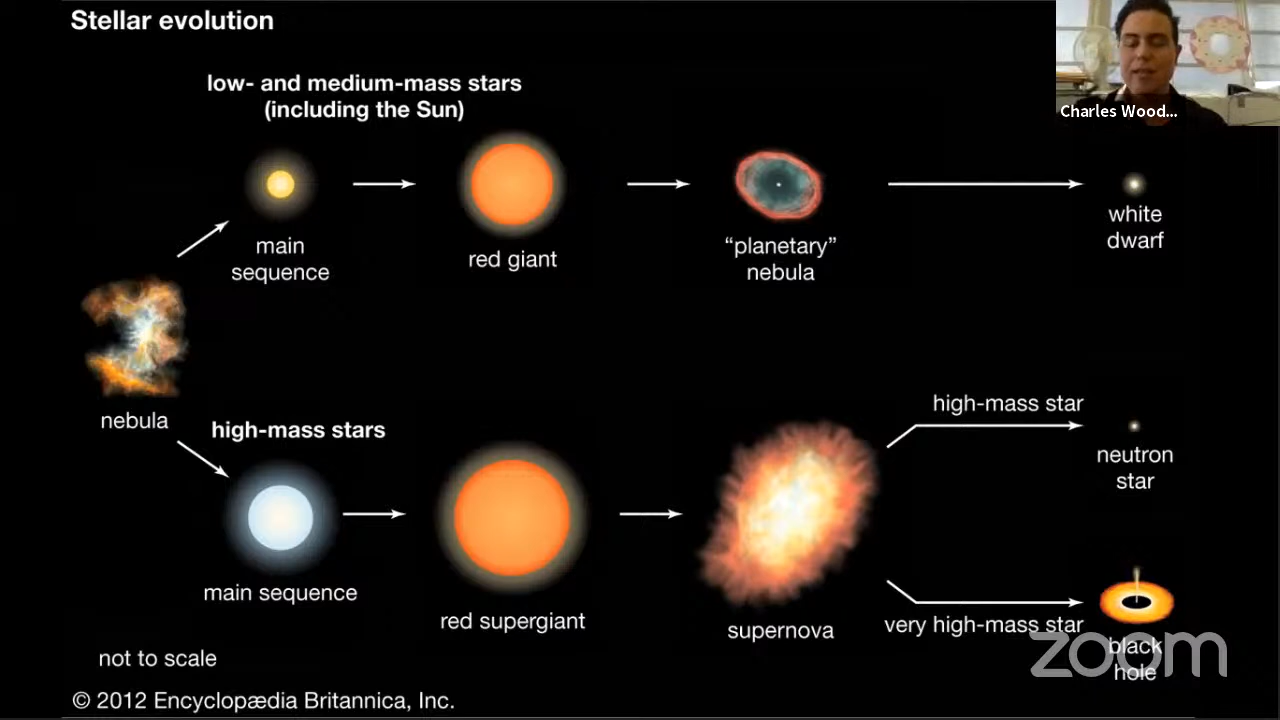 Stellar evolution
Charles Wood...
low- and medium-mass stars
(including the Sun)
main
sequence
red giant
“planetary”
nebula
white
dwarf
nebula
high-mass stars
main sequence
red supergiant
supernova
high-mass star
neutron
star
very high-mass star
black
hole
zoom
not to scale
© 2012 Encyclopædia Britannica, Inc.